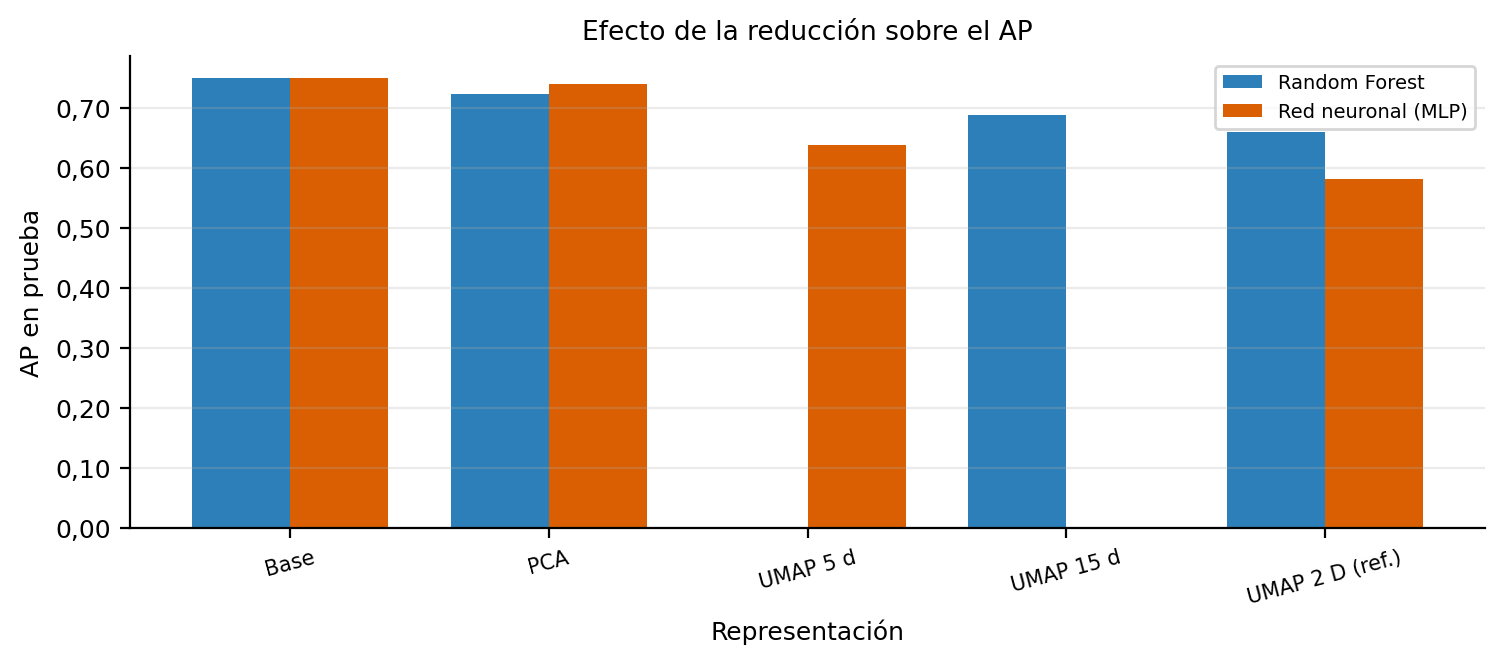 Efecto de la reducción sobre el AP
Random Forest
Red neuronal (MLP)
AP en prueba
0,70
0,60
0,50
0,40
0,30
0,20
0,10
0,00
Base
PCA
UMAP 5 d
UMAP 15 d
UMAP 2 D (ref.)
Representación